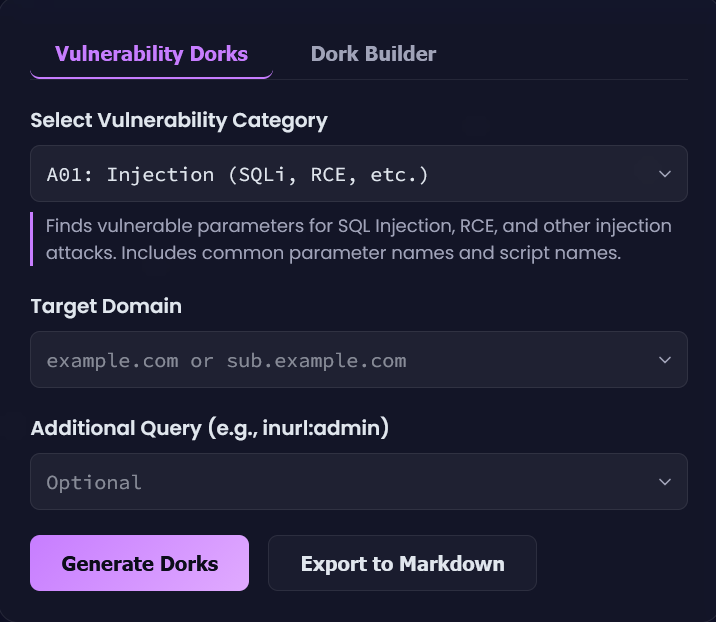 Vulnerability Dorks Dork Builder
Select Vulnerability Category
A01: Injection (SQLi, RCE, etc.)
Finds vulnerable parameters for SQL Injection, RCE, and other injection
attacks. Includes common parameter names and script names.
Target Domain
example.com or sub.example.com
Additional Query (e.g., inurl:admin)
Optional
Generate Dorks Export to Markdown